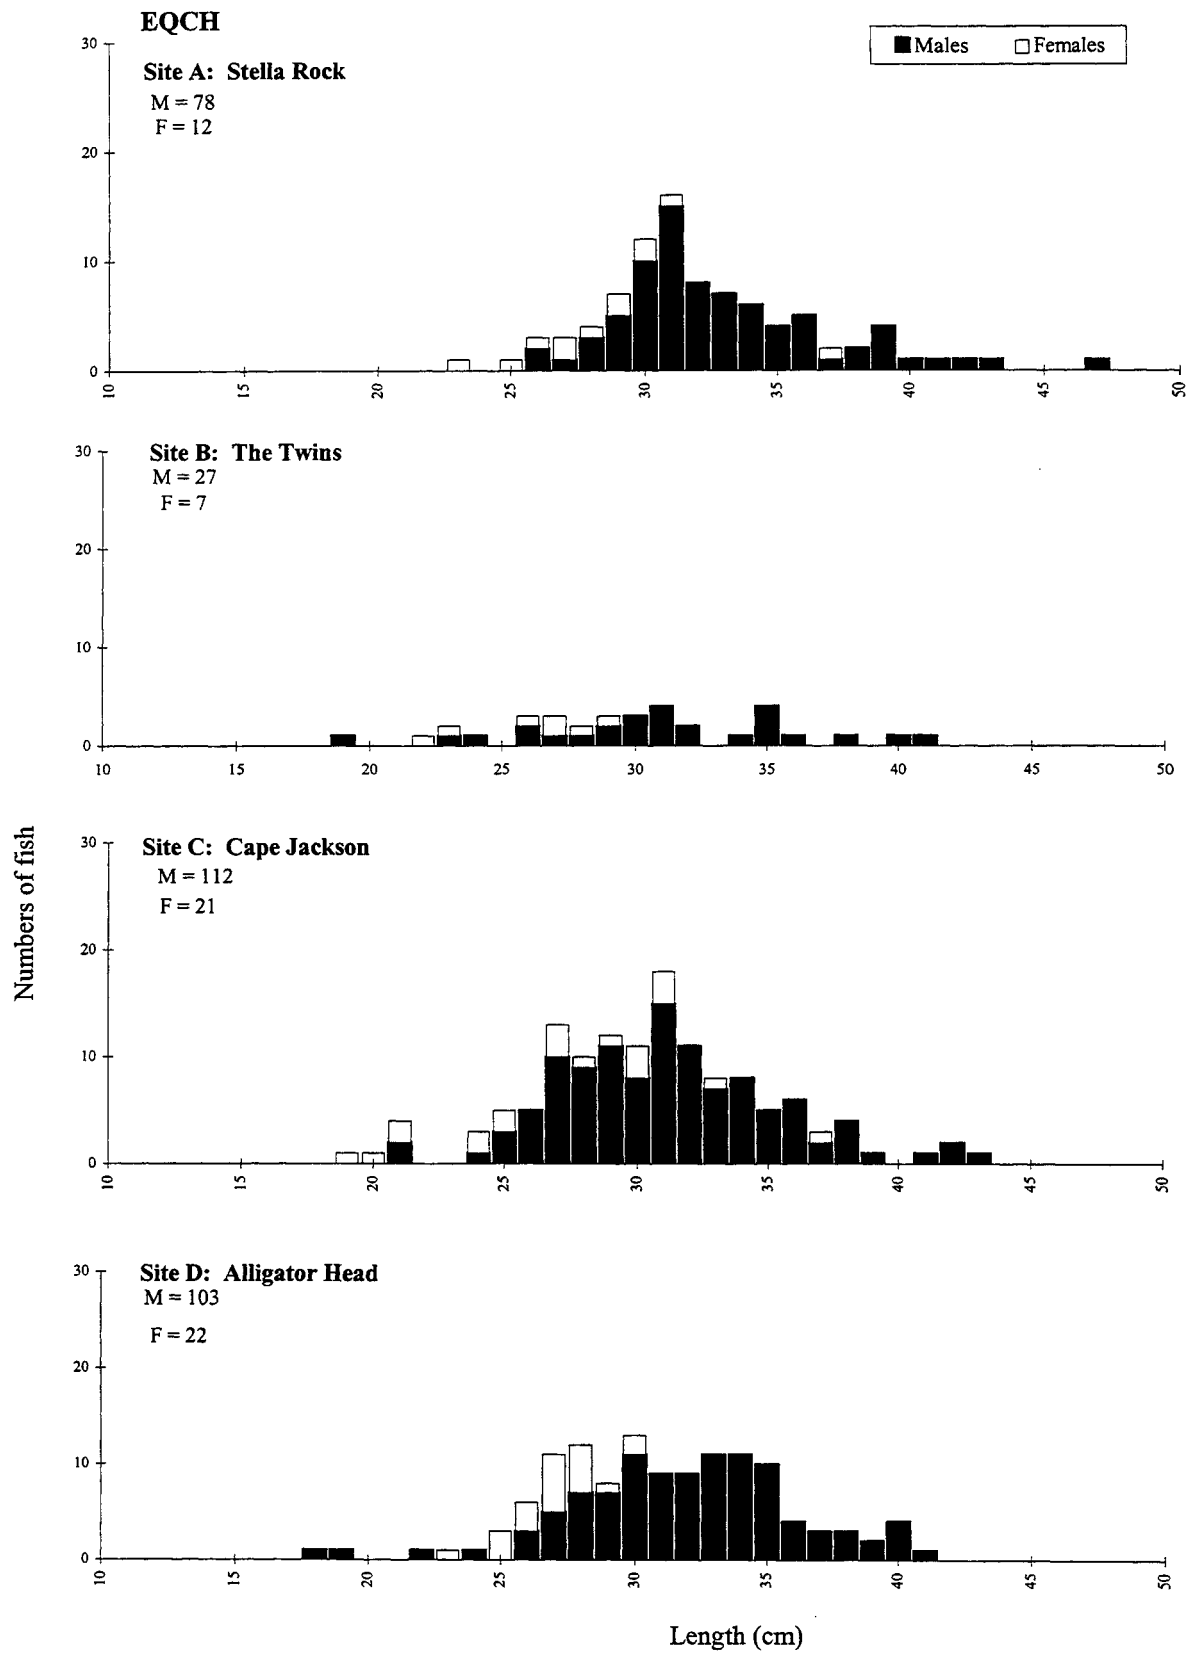 EQCH
Males Females
30
Site A: Stella Rock
M = 78
F = 12
20
10
0
10 15 20 25 30 35 40 45 50
30
Site B: The Twins
M = 27
F = 7
20
10
0
10 15 20 25 30 35 40 45 50
Numbers of fish
30
Site C: Cape Jackson
M = 112
F = 21
20
10
0
10 15 20 25 30 35 40 45 50
30
Site D: Alligator Head
M = 103
F = 22
20
10
0
10 15 20 25 30 35 40 45 50
Length (cm)